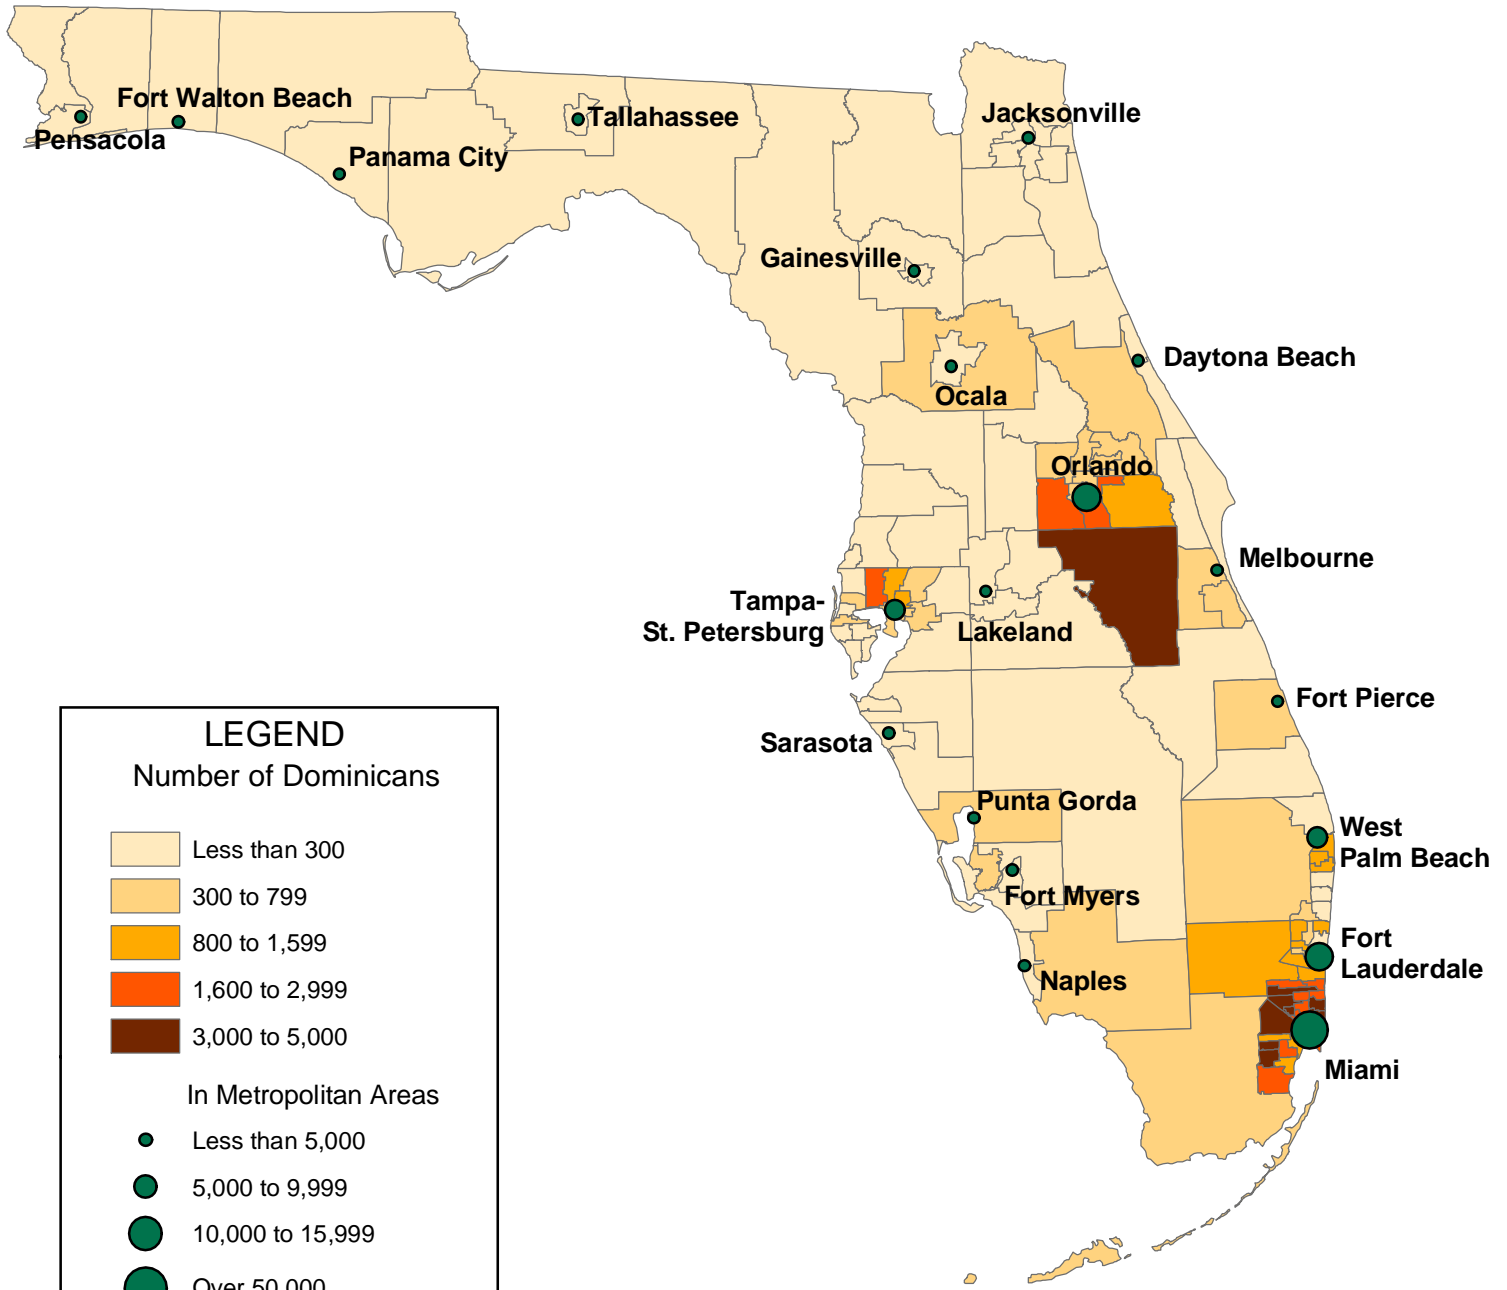 Fort Walton Beach
Pensacola
Tallahassee
Panama City
Jacksonville
Gainesville
Daytona Beach
Ocala
Orlando
Melbourne
Tampa-
St. Petersburg
Lakeland
Fort Pierce
Sarasota
Punta Gorda
West
Palm Beach
Fort Myers
Fort
Lauderdale
Naples
Miami
LEGEND
Number of Dominicans
Less than 300
300 to 799
800 to 1,599
1,600 to 2,999
3,000 to 5,000
In Metropolitan Areas
Less than 5,000
5,000 to 9,999
10,000 to 15,999
Over 50,000